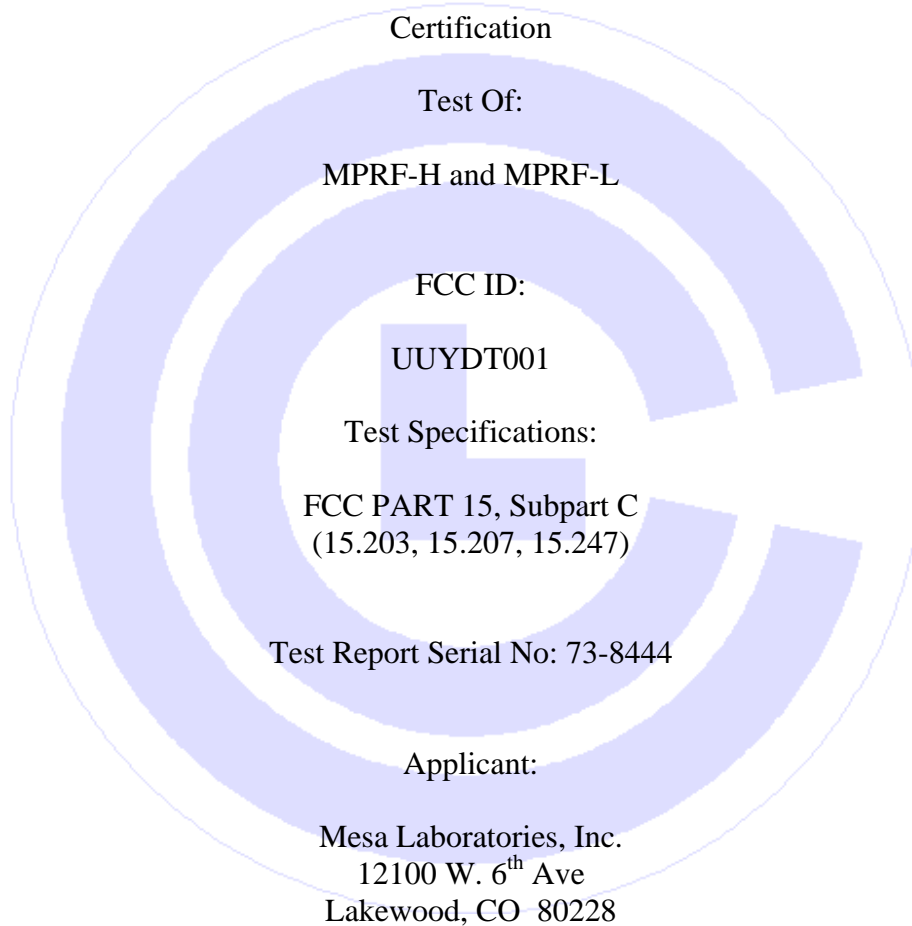 Certification
Test Of:
MPRF-H and MPRF-L
FCC ID:
UUYDT001
Test Specifications:
FCC PART 15, Subpart C
(15.203, 15.207, 15.247)
Test Report Serial No: 73-8444
Applicant:
Mesa Laboratories, Inc.
12100 W. 6th Ave
Lakewood, CO  80228